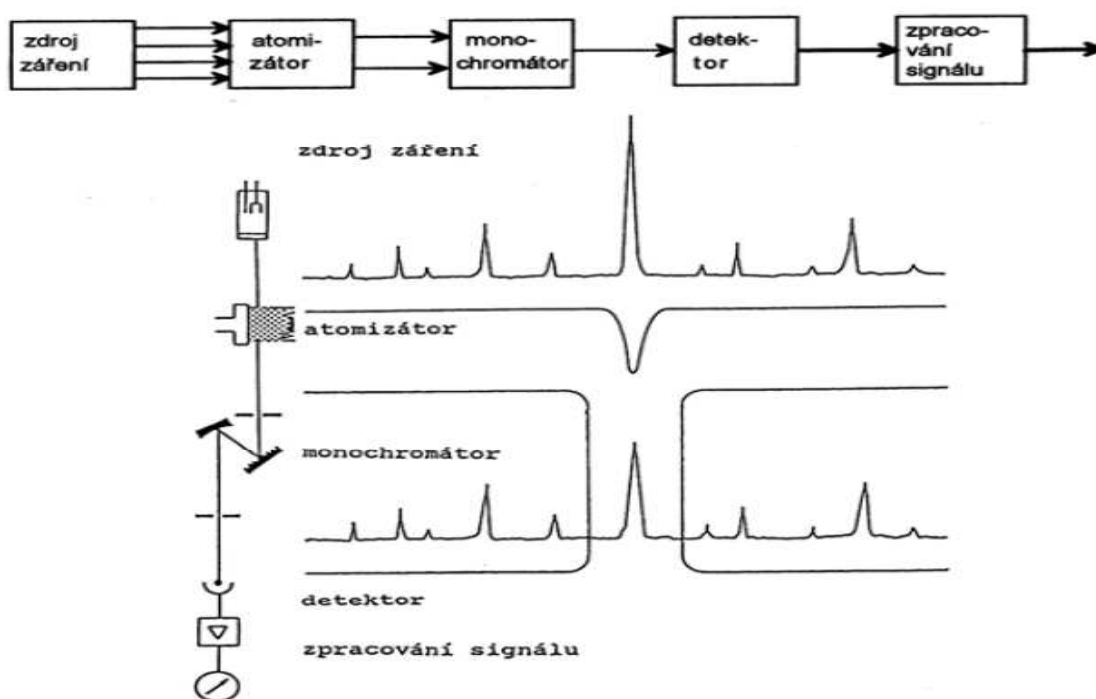 zdroj
záření
atomi-
zátor
mono-
chromátor
detek-
tor
zpraco-
vání
signálu
zdroj záření
atomizátor
monochromátor
detektor
zpracování signálu